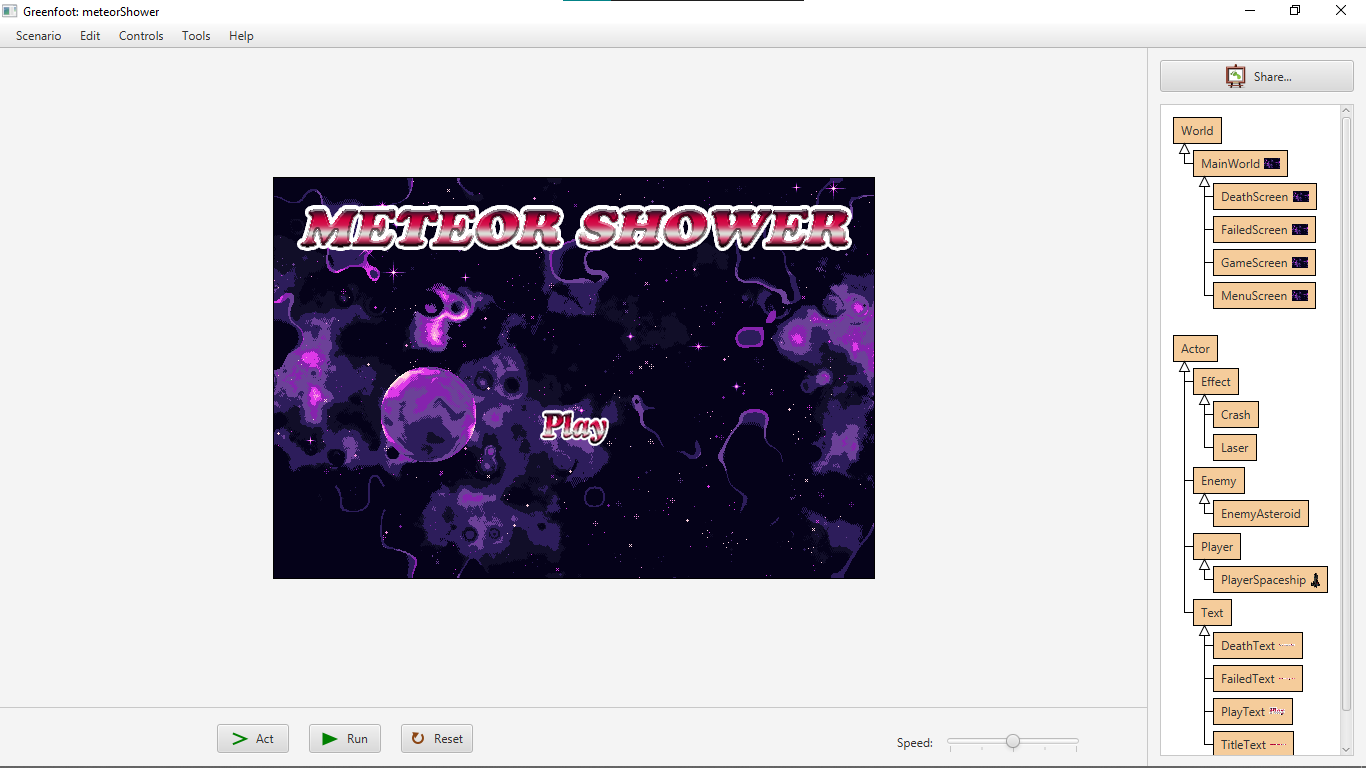 Greenfoot: meteorShower
Scenario Edit Controls Tools Help
Share...
World
MainWorld
DeathScreen
FailedScreen
GameScreen
MenuScreen
Actor
Effect
Crash
Laser
Enemy
EnemyAsteroid
Player
PlayerSpaceship
Text
DeathText
FailedText
PlayText
TitleText
METEOR SHOWER
Play
Act Run Reset Speed: